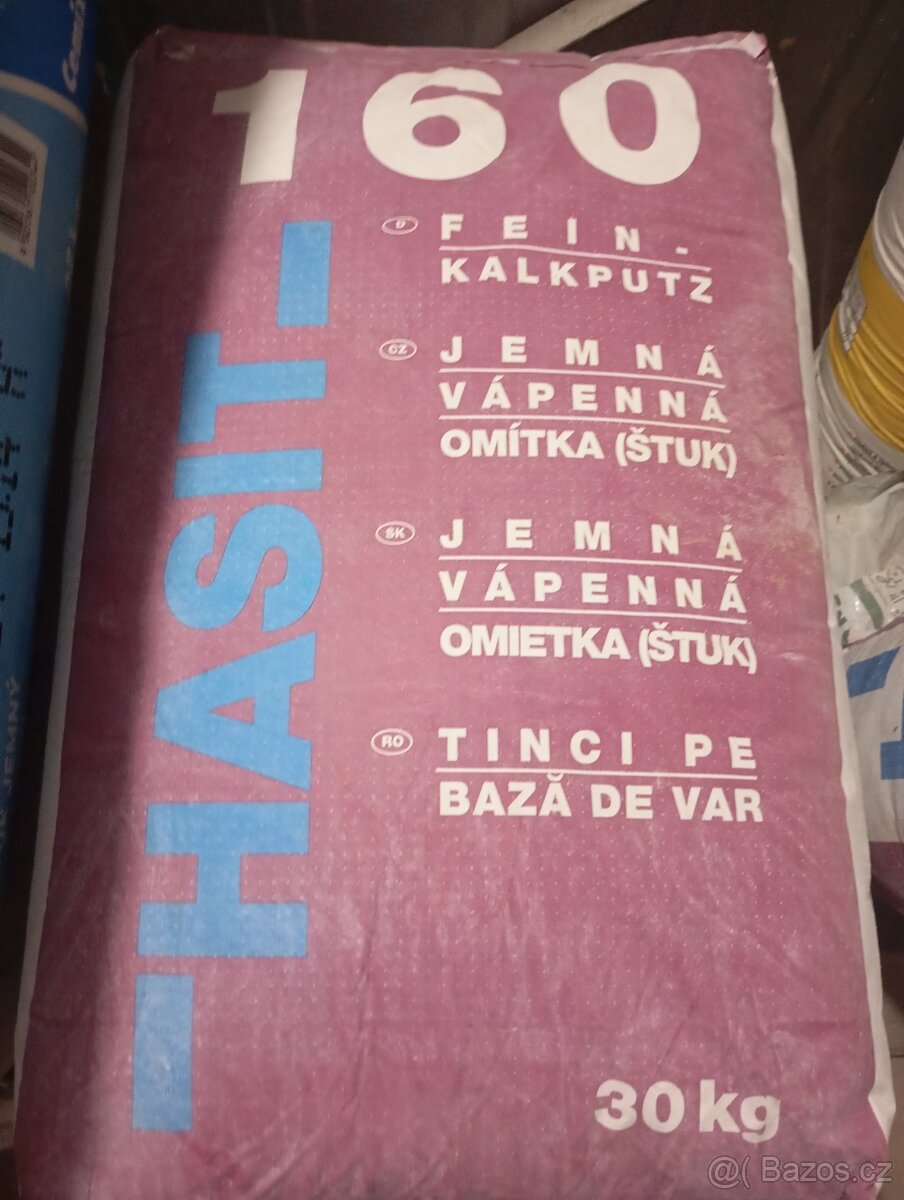 160
HASIT
D
FEIN-
KALKPUTZ
CZ
JEMNÁ
VÁPENNÁ
OMÍTKA (ŠTUK)
SK
JEMNÁ
VÁPENNÁ
OMIETKA (ŠTUK)
RO
TINCI PE
BAZĂ DE VAR
30 kg
JEMNÝ
@( Bazos.cz